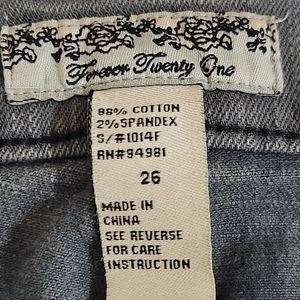 Forever Twenty One
98% COTTON
2% SPANDEX
S/#1014F
RN#94981
26
MADE IN
CHINA
SEE REVERSE
FOR CARE
INSTRUCTION